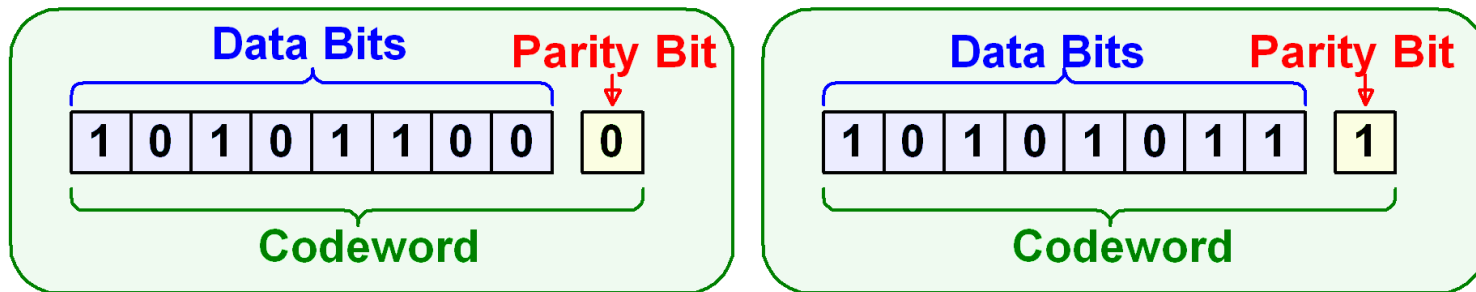 Data Bits Parity Bit
1 0 1 0 1 1 0 0 0
Codeword
Data Bits Parity Bit
1 0 1 0 1 0 1 1 1
Codeword